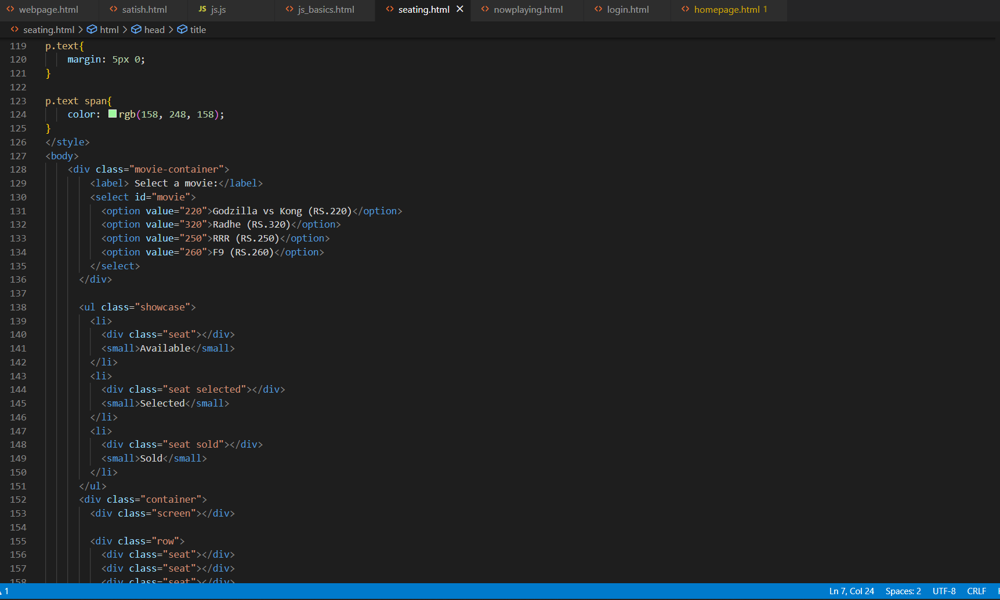 webpage.html satish.html JS js.js js_basics.html seating.html nowplaying.html login.html homepage.html 1
seating.html > html > head > title
119 p.text{
120 margin: 5px 0;
121 }
122
123 p.text span{
124 color: rgb(158, 248, 158);
125 }
126 </style>
127 <body>
128 <div class="movie-container">
129 <label> Select a movie:</label>
130 <select id="movie">
131 <option value="220">Godzilla vs Kong (RS.220)</option>
132 <option value="320">Radhe (RS.320)</option>
133 <option value="250">RRR (RS.250)</option>
134 <option value="260">F9 (RS.260)</option>
135 </select>
136 </div>
137
138 <ul class="showcase">
139 <li>
140 <div class="seat"></div>
141 <small>Available</small>
142 </li>
143 <li>
144 <div class="seat selected"></div>
145 <small>Selected</small>
146 </li>
147 <li>
148 <div class="seat sold"></div>
149 <small>Sold</small>
150 </li>
151 </ul>
152 <div class="container">
153 <div class="screen"></div>
154
155 <div class="row">
156 <div class="seat"></div>
157 <div class="seat"></div>
158 <div class="seat"></div>
1 Ln 7, Col 24 Spaces: 2 UTF-8 CRLF